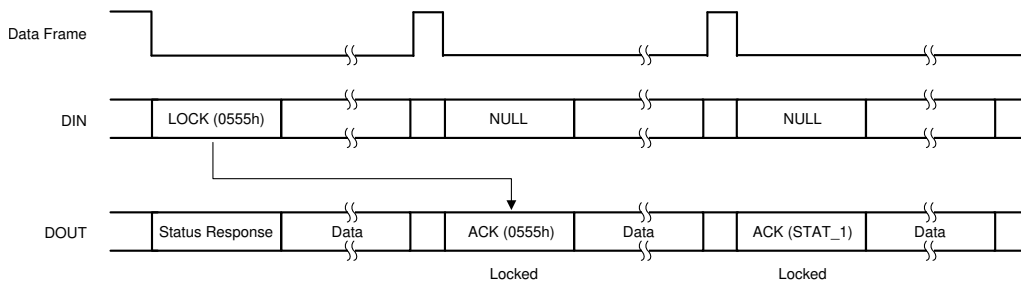 Data Frame
DIN
LOCK (0555h)
NULL
NULL
DOUT
Status Response
Data
ACK (0555h)
Data
ACK (STAT_1)
Data
Locked
Locked